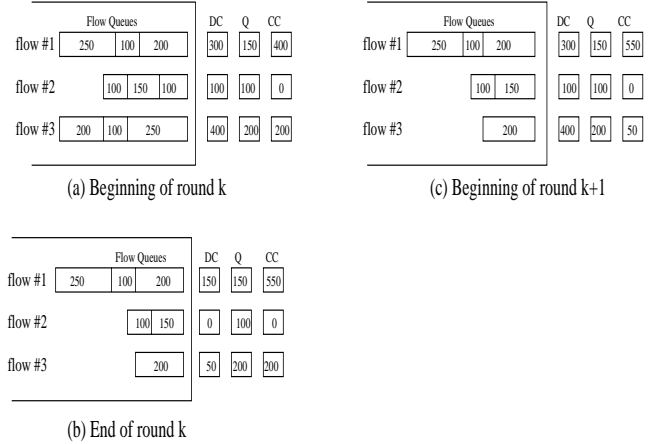 Flow Queues DC Q CC
flow #1 250 100 200 300 150 400
flow #2 100 150 100 100 100 0
flow #3 200 100 250 400 200 200
(a) Beginning of round k
Flow Queues DC Q CC
flow #1 250 100 200 300 150 550
flow #2 100 150 100 100 0
flow #3 200 400 200 50
(c) Beginning of round k+1
Flow Queues DC Q CC
flow #1 250 100 200 150 150 550
flow #2 100 150 0 100 0
flow #3 200 50 200 200
(b) End of round k